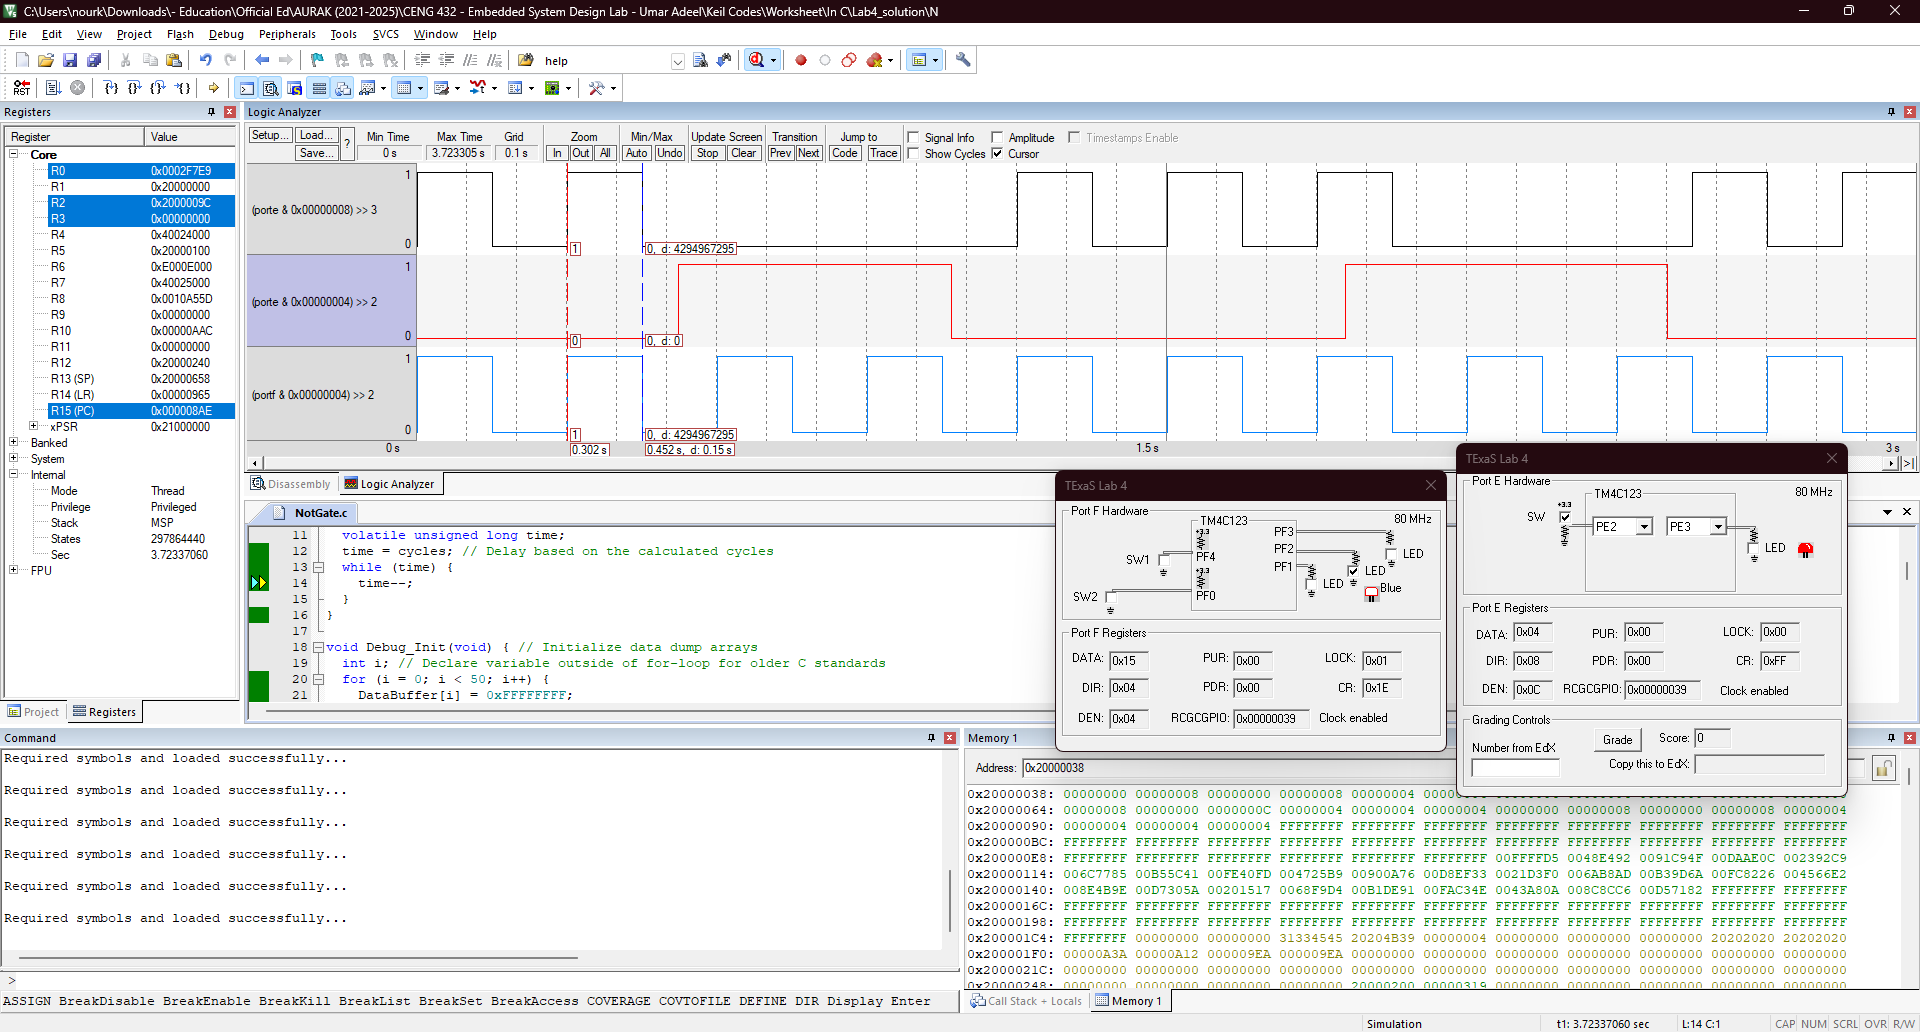 C:\Users\nourk\Downloads\- Education\Official Ed\AURAK (2021-2025)\CENG 432 - Embedded System Design Lab - Umar Adeel\Keil Codes\Worksheet\In C\Lab4_solution\N
File Edit View Project Flash Debug Peripherals Tools SVCS Window Help
help
Registers
Register Value
Core
R0 0x0002F7E9
R1 0x20000000
R2 0x2000009C
R3 0x00000000
R4 0x40024000
R5 0x20000100
R6 0xE000E000
R7 0x40025000
R8 0x0010A55D
R9 0x00000000
R10 0x00000AAC
R11 0x00000000
R12 0x20000240
R13 (SP) 0x20000658
R14 (LR) 0x00000965
R15 (PC) 0x000008AE
xPSR 0x21000000
Banked
System
Internal
Mode Thread
Privilege Privileged
Stack MSP
States 297864440
Sec 3.72337060
FPU
Project Registers
Logic Analyzer
Setup... Load... ? Min Time Max Time Grid Zoom Min/Max Update Screen Transition Jump to Signal Info Amplitude Timestamps Enable
Save... 0 s 3.723305 s 0.1 s In Out All Auto Undo Stop Clear Prev Next Code Trace Show Cycles Cursor
1
(porte & 0x00000008) >> 3
0
1 0, d: 4294967295
1
(porte & 0x00000004) >> 2
0
0 0, d: 0
1
(portf & 0x00000004) >> 2
0
1 0, d: 4294967295
0 s 0.302 s 0.452 s, d: 0.15 s 1.5 s 3 s
Disassembly Logic Analyzer
NotGate.c
11 volatile unsigned long time;
12 time = cycles; // Delay based on the calculated cycles
13 while (time) {
14 time--;
15 }
16 }
17
18 void Debug_Init(void) { // Initialize data dump arrays
19 int i; // Declare variable outside of for-loop for older C standards
20 for (i = 0; i < 50; i++) {
21 DataBuffer[i] = 0xFFFFFFFF;
TExaS Lab 4
Port F Hardware
80 MHz
TM4C123
+3.3
PF3
PF4
PF2
PF1
+3.3
PF0
SW1
SW2
LED
LED
LED
Blue
Port F Registers
DATA: 0x15 PUR: 0x00 LOCK: 0x01
DIR: 0x04 PDR: 0x00 CR: 0x1E
DEN: 0x04 RCGCGPIO: 0x00000039 Clock enabled
TExaS Lab 4
Port E Hardware
80 MHz
TM4C123
+3.3
SW
PE2
PE3
LED
Port E Registers
DATA: 0x04 PUR: 0x00 LOCK: 0x00
DIR: 0x08 PDR: 0x00 CR: 0xFF
DEN: 0x0C RCGCGPIO: 0x00000039 Clock enabled
Grading Controls
Number from EdX Grade Score: 0
Copy this to EdX:
Command
Required symbols and loaded successfully...
Required symbols and loaded successfully...
Required symbols and loaded successfully...
Required symbols and loaded successfully...
Required symbols and loaded successfully...
Required symbols and loaded successfully...
>
ASSIGN BreakDisable BreakEnable BreakKill BreakList BreakSet BreakAccess COVERAGE COVTOFILE DEFINE DIR Display Enter
Memory 1
Address: 0x20000038
0x20000038: 00000000 00000008 00000000 00000008 00000004
0x20000064: 00000008 00000000 0000000C 00000004 00000004 00000004 00000000 00000008 00000000 00000008 00000004
0x20000090: 00000004 00000004 00000004 FFFFFFFF FFFFFFFF FFFFFFFF FFFFFFFF FFFFFFFF FFFFFFFF FFFFFFFF FFFFFFFF
0x200000BC: FFFFFFFF FFFFFFFF FFFFFFFF FFFFFFFF FFFFFFFF FFFFFFFF FFFFFFFF FFFFFFFF FFFFFFFF FFFFFFFF FFFFFFFF
0x200000E8: FFFFFFFF FFFFFFFF FFFFFFFF FFFFFFFF FFFFFFFF FFFFFFFF 00FFFFD5 0048E492 0091C94F 00DAAE0C 002392C9
0x20000114: 006C7785 00B55C41 00FE40FD 004725B9 00900A76 00D8EF33 0021D3F0 006AB8AD 00B39D6A 00FC8226 004566E2
0x20000140: 008E4B9E 00D7305A 00201517 0068F9D4 00B1DE91 00FAC34E 0043A80A 008C8CC6 00D57182 FFFFFFFF FFFFFFFF
0x2000016C: FFFFFFFF FFFFFFFF FFFFFFFF FFFFFFFF FFFFFFFF FFFFFFFF FFFFFFFF FFFFFFFF FFFFFFFF FFFFFFFF FFFFFFFF
0x20000198: FFFFFFFF FFFFFFFF FFFFFFFF FFFFFFFF FFFFFFFF FFFFFFFF FFFFFFFF FFFFFFFF FFFFFFFF FFFFFFFF FFFFFFFF
0x200001C4: FFFFFFFF 00000000 00000000 31334545 20204B39 00000004 00000000 00000000 00000000 20202020 20202020
0x200001F0: 00000A3A 00000A12 000009EA 000009EA 00000000 00000000 00000000 00000000 00000000 00000000 00000000
0x2000021C: 00000000 00000000 00000000 00000000 00000000 00000000 00000000 00000000 00000000 00000000 00000000
0x20000248: 00000000 00000000 00000000 00000000 20000200 00000319 00000000 00000000 00000000 00000000 00000000
Call Stack + Locals Memory 1
Simulation t1: 3.72337060 sec L:14 C:1 CAP NUM SCRL OVR R/W